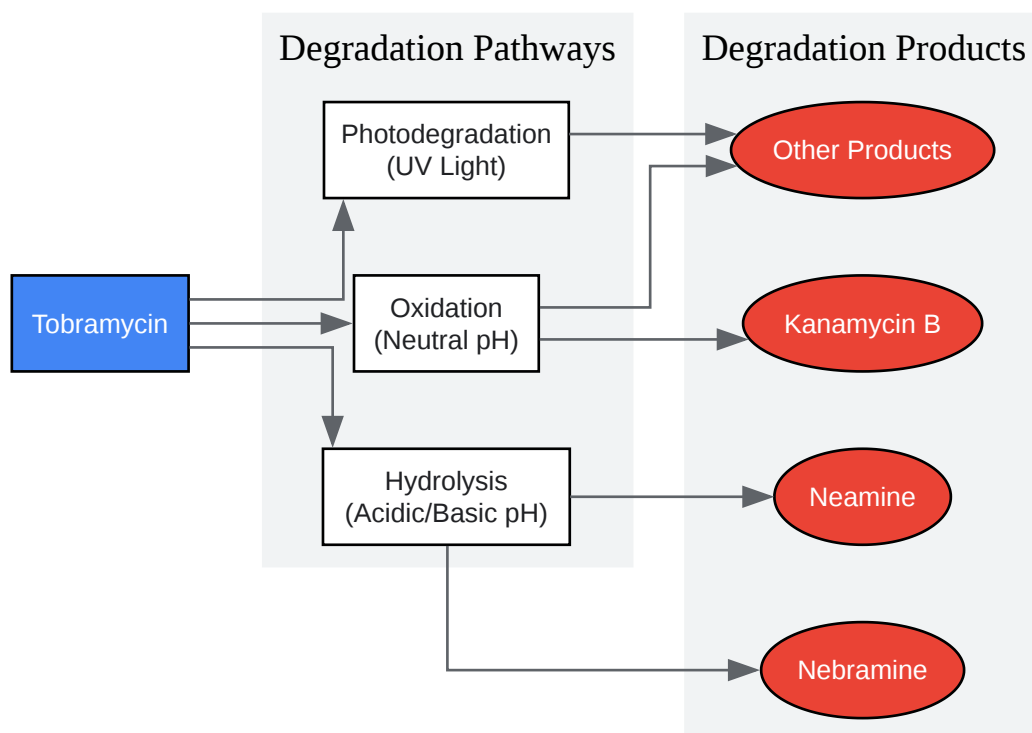 Degradation Pathways
Degradation Products
Photodegradation
(UV Light)
Other Products
Tobramycin
Oxidation
(Neutral pH)
Kanamycin B
Hydrolysis
(Acidic/Basic pH)
Neamine
Nebramine